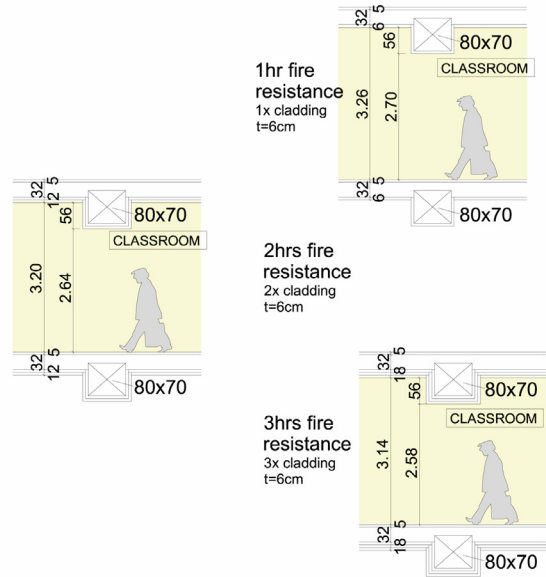 32 5
6
56
80x70
CLASSROOM
3.26
2.70
1hr fire
resistance
1x cladding
t=6cm
32 5
6
80x70
32 5
12
56
80x70
CLASSROOM
3.20
2.64
2hrs fire
resistance
2x cladding
t=6cm
32 5
12
80x70
32 5
18
56
80x70
CLASSROOM
3.14
2.58
3hrs fire
resistance
3x cladding
t=6cm
32 5
18
80x70